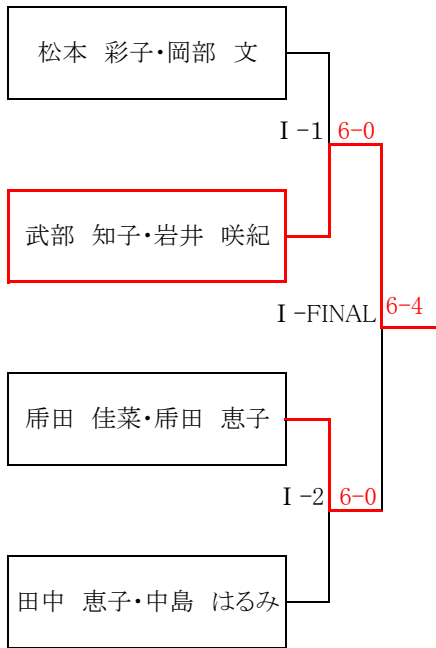 松本 彩子・岡部 文
Ⅰ-1 6-0
武部 知子・岩井 咲紀
Ⅰ-FINAL 6-4
乕田 佳菜・乕田 恵子
Ⅰ-2 6-0
田中 恵子・中島 はるみ